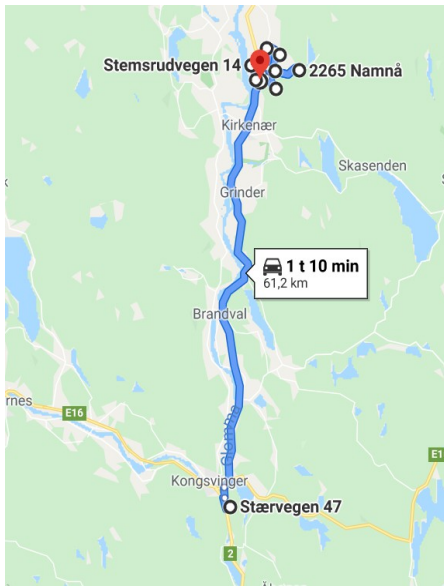 Stemsrudvegen 14
2265 Namnå
Kirkenær
Skasenden
Grinder
1 t 10 min
61,2 km
Brandval
rnes
E16
Glomma
E1
Kongsvinger
Stærvegen 47
2